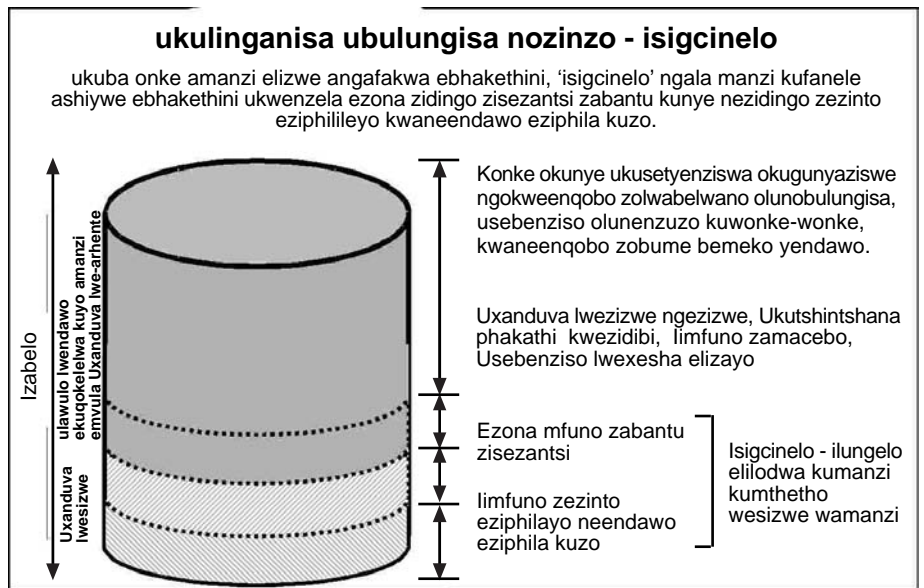 ukulinganisa ubulungisa nozinzo - isigcinelo
ukuba onke amanzi elizwe angafakwa ebhakethini, ‘isigcinelo’ ngala manzi kufanele
ashiywe ebhakethini ukwenzela ezona zidingo zisezantsi zabantu kunye nezidingo zezinto
eziphilileyo kwaneendawo eziphila kuzo.
Izabelo
ulawulo lwendawo
ekuqokelelwa kuyo amanzi
emvula Uxanduva lwe-arhente
Uxanduva
lwesizwe
Konke okunye ukusetyenziswa okugunyaziswe
ngokweenqobo zolwabelwano olunobulungisa,
usebenziso olunenzuzo kuwonke-wonke,
kwaneenqobo zobume bemeko yendawo.
Uxanduva lwezizwe ngezizwe, Ukutshintshana
phakathi kwezidibi, Iimfuno zamacebo,
Usebenziso lwexesha elizayo
Ezona mfuno zabantu
zisezantsi
Iimfuno zezinto
eziphilayo neendawo
eziphila kuzo
Isigcinelo - ilungelo
elilodwa kumanzi
kumthetho
wesizwe wamanzi